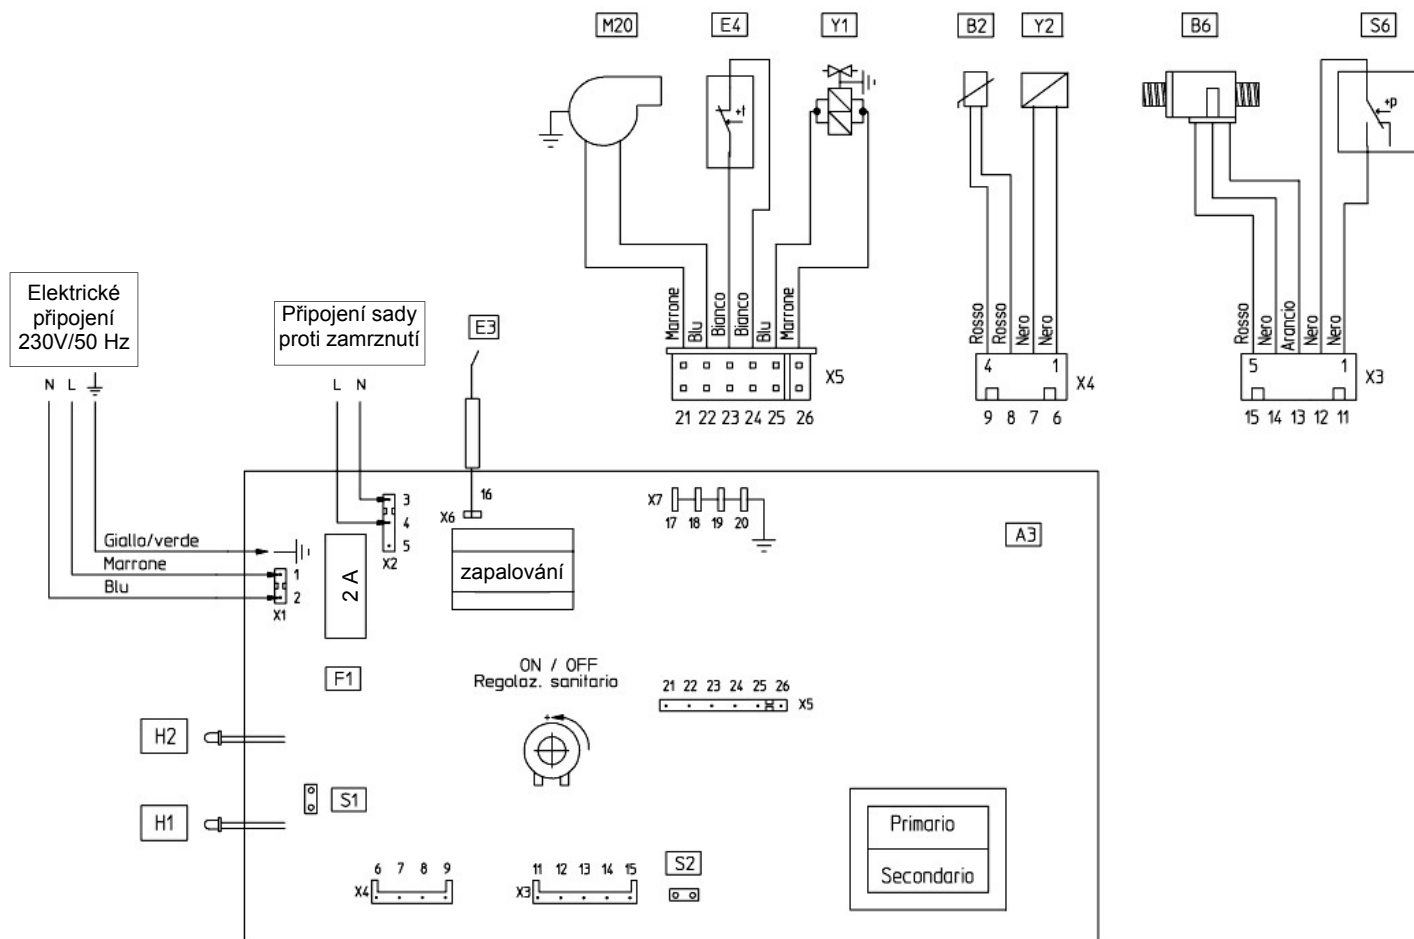 M20
E4
Y1
B2
Y2
B6
S6
+t
+p
Elektrické
připojení
230V/50 Hz
Připojení sady
proti zamrznutí
E3
Marrone
Blu
Bianco
Bianco
Blu
Marrone
Rosso
Rosso
Nero
Nero
Rosso
Nero
Arancio
Nero
Nero
X5
4 1
X4
5 1
X3
N L
L N
21 22 23 24 25 26
9 8 7 6
15 14 13 12 11
16
X6
3
4
5
X2
X7
17 18 19 20
A3
Giallo/verde
Marrone
Blu
1
2
X1
2 A
zapalování
F1
ON / OFF
Regolaz. sanitario
+
21 22 23 24 25 26
X5
H2
S1
H1
Primario
Secondario
S2
6 7 8 9
X4
11 12 13 14 15
X3